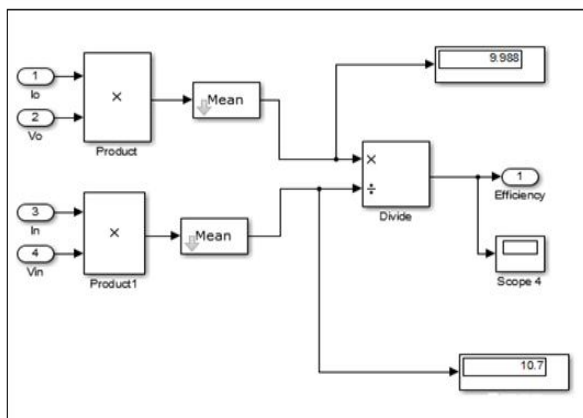 9.988
1
Io
×
Mean
2
Vo
Product
×
÷
Divide
1
Efficiency
3
In
×
Mean
4
Vin
Product1
Scope 4
10.7